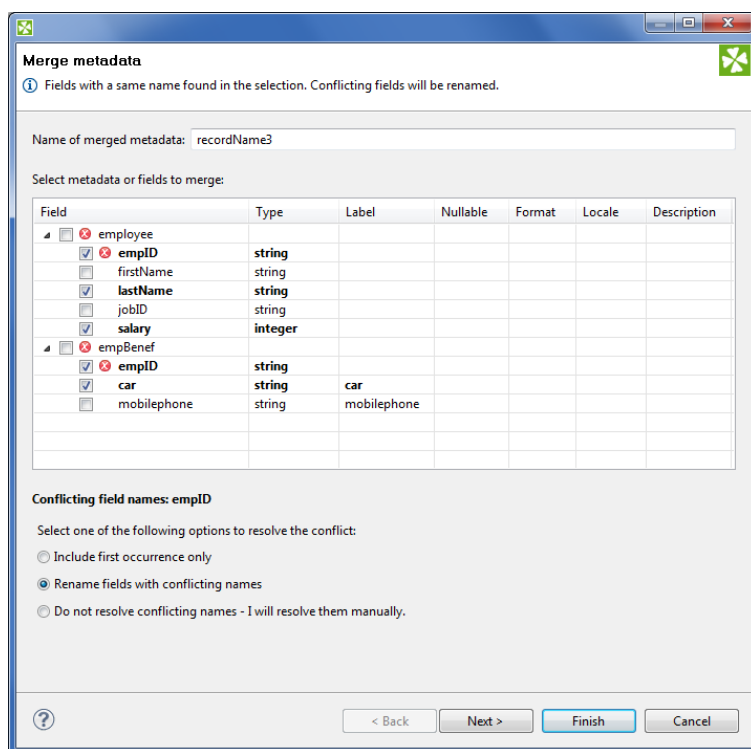 Merge metadata
Fields with a same name found in the selection. Conflicting fields will be renamed.
Name of merged metadata: recordName3
Select metadata or fields to merge:
Field Type Label Nullable Format Locale Description
employee
empID string
firstName string
lastName string
jobID string
salary integer
empBenef
empID string
car string car
mobilephone string mobilephone
Conflicting field names: empID
Select one of the following options to resolve the conflict:
Include first occurrence only
Rename fields with conflicting names
Do not resolve conflicting names - I will resolve them manually.
? < Back Next > Finish Cancel